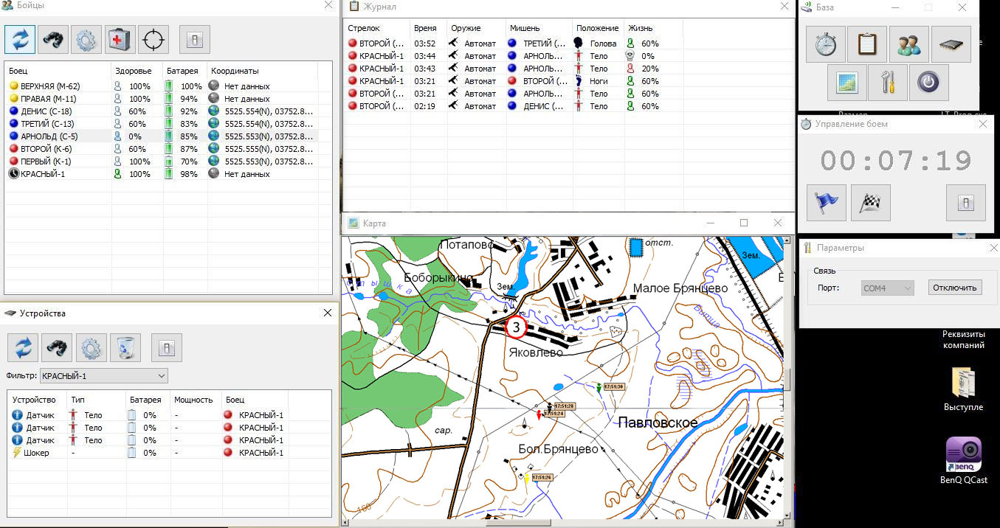 Бойцы
Боец Здоровье Батарея Координаты
ВЕРХНЯЯ (М-62) 100% 100% Нет данных
ПРАВАЯ (М-11) 100% 94% Нет данных
ДЕНИС (С-18) 60% 92% 5525.554(N), 03752.8...
ТРЕТИЙ (С-13) 60% 83% 5525.554(N), 03752.8...
АРНОЛЬД (С-5) 0% 85% 5525.553(N), 03752.8...
ВТОРОЙ (К-6) 60% 87% 5525.555(N), 03752.8...
ПЕРВЫЙ (К-1) 100% 70% 5525.553(N), 03752.8...
КРАСНЫЙ-1 100% 98% Нет данных
Устройства
Фильтр: КРАСНЫЙ-1
Устройство Тип Батарея Мощность Боец
Датчик Тело 0% - КРАСНЫЙ-1
Датчик Тело 0% - КРАСНЫЙ-1
Датчик Тело 0% - КРАСНЫЙ-1
Шокер - 0% - КРАСНЫЙ-1
Журнал
Стрелок Время Оружие Мишень Положение Жизнь
ВТОРОЙ (... 03:52 Автомат ТРЕТИЙ (... Голова 60%
КРАСНЫЙ-1 03:44 Автомат АРНОЛЬ... Тело 0%
КРАСНЫЙ-1 03:43 Автомат АРНОЛЬ... Тело 20%
КРАСНЫЙ-1 03:21 Автомат ВТОРОЙ (... Ноги 60%
ВТОРОЙ (... 03:21 Автомат АРНОЛЬ... Тело 60%
ВТОРОЙ (... 02:19 Автомат ДЕНИС (... Тело 60%
Карта
Потапово
отст.
Зем.
Боборыкино
Зем.
Малое Брянцево
Битца
3
Яковлево
17:51:30
17:51:28
17:51:24
Павловское
сар.
Бол.Брянцево
17:51:26
160
База
Управление боем
00:07:19
Параметры
Связь
Порт: COM4 Отключить
Реквизиты
компаний
Выступле
BenQ
BenQ QCast